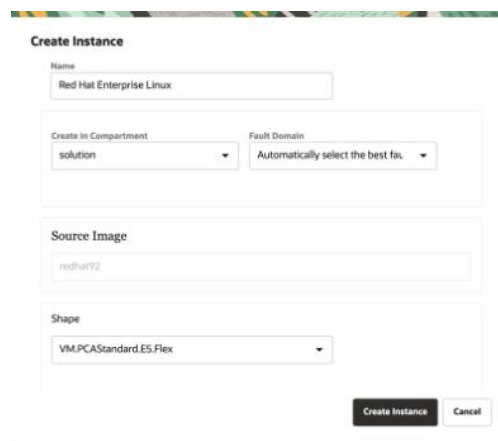 Create Instance
Name
Red Hat Enterprise Linux
Create in Compartment
Fault Domain
solution
Automatically select the best fau
Source Image
redhat92
Shape
VM.PCAStandard.E5.Flex
Create Instance
Cancel